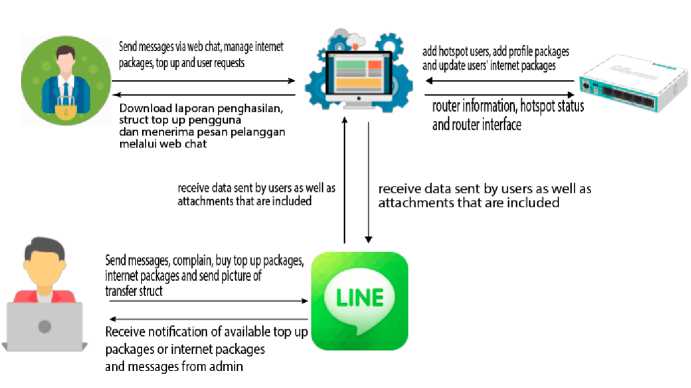 Send messages via web chat, manage internet
packages, top up and user requests
add hotspot users, add profile packages
and update users' internet packages
Download laporan penghasilan,
struct top up pengguna
dan menerima pesan pelanggan
melalui web chat
router information, hotspot status
and router interface
receive data sent by users as well as
attachments that are included
receive data sent by users as well as
attachments that are included
Send messages, complain, buy top up packages,
internet packages and send picture of
transfer struct
LINE
Receive notification of available top up
packages or internet packages
and messages from admin